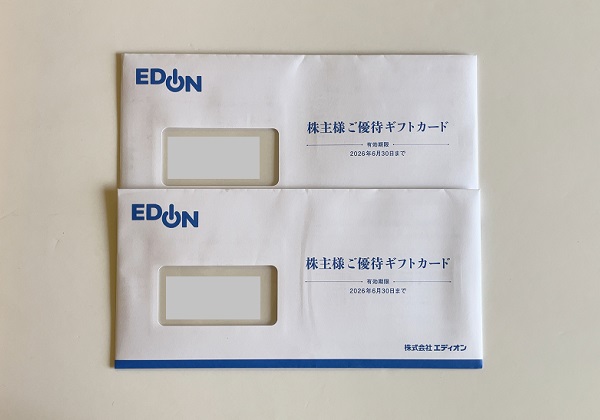 EDION
株主様ご優待ギフトカード
有効期限
2026年6月30日まで
EDION
株主様ご優待ギフトカード
有効期限
2026年6月30日まで
株式会社 エディオン